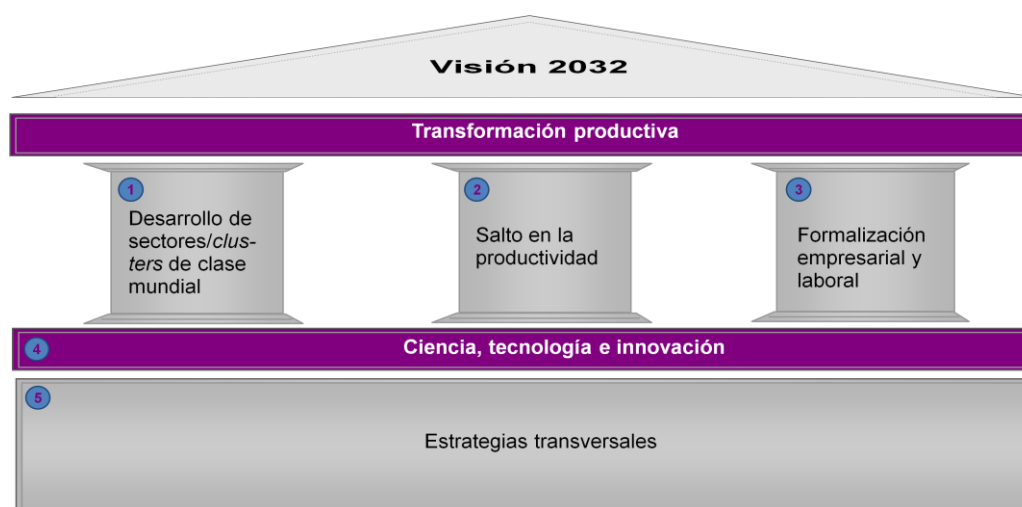 Visión 2032
Transformación productiva
1
Desarrollo de
sectores/clus-
ters de clase
mundial
2
Salto en la
productividad
3
Formalización
empresarial y
laboral
4
Ciencia, tecnología e innovación
5
Estrategias transversales